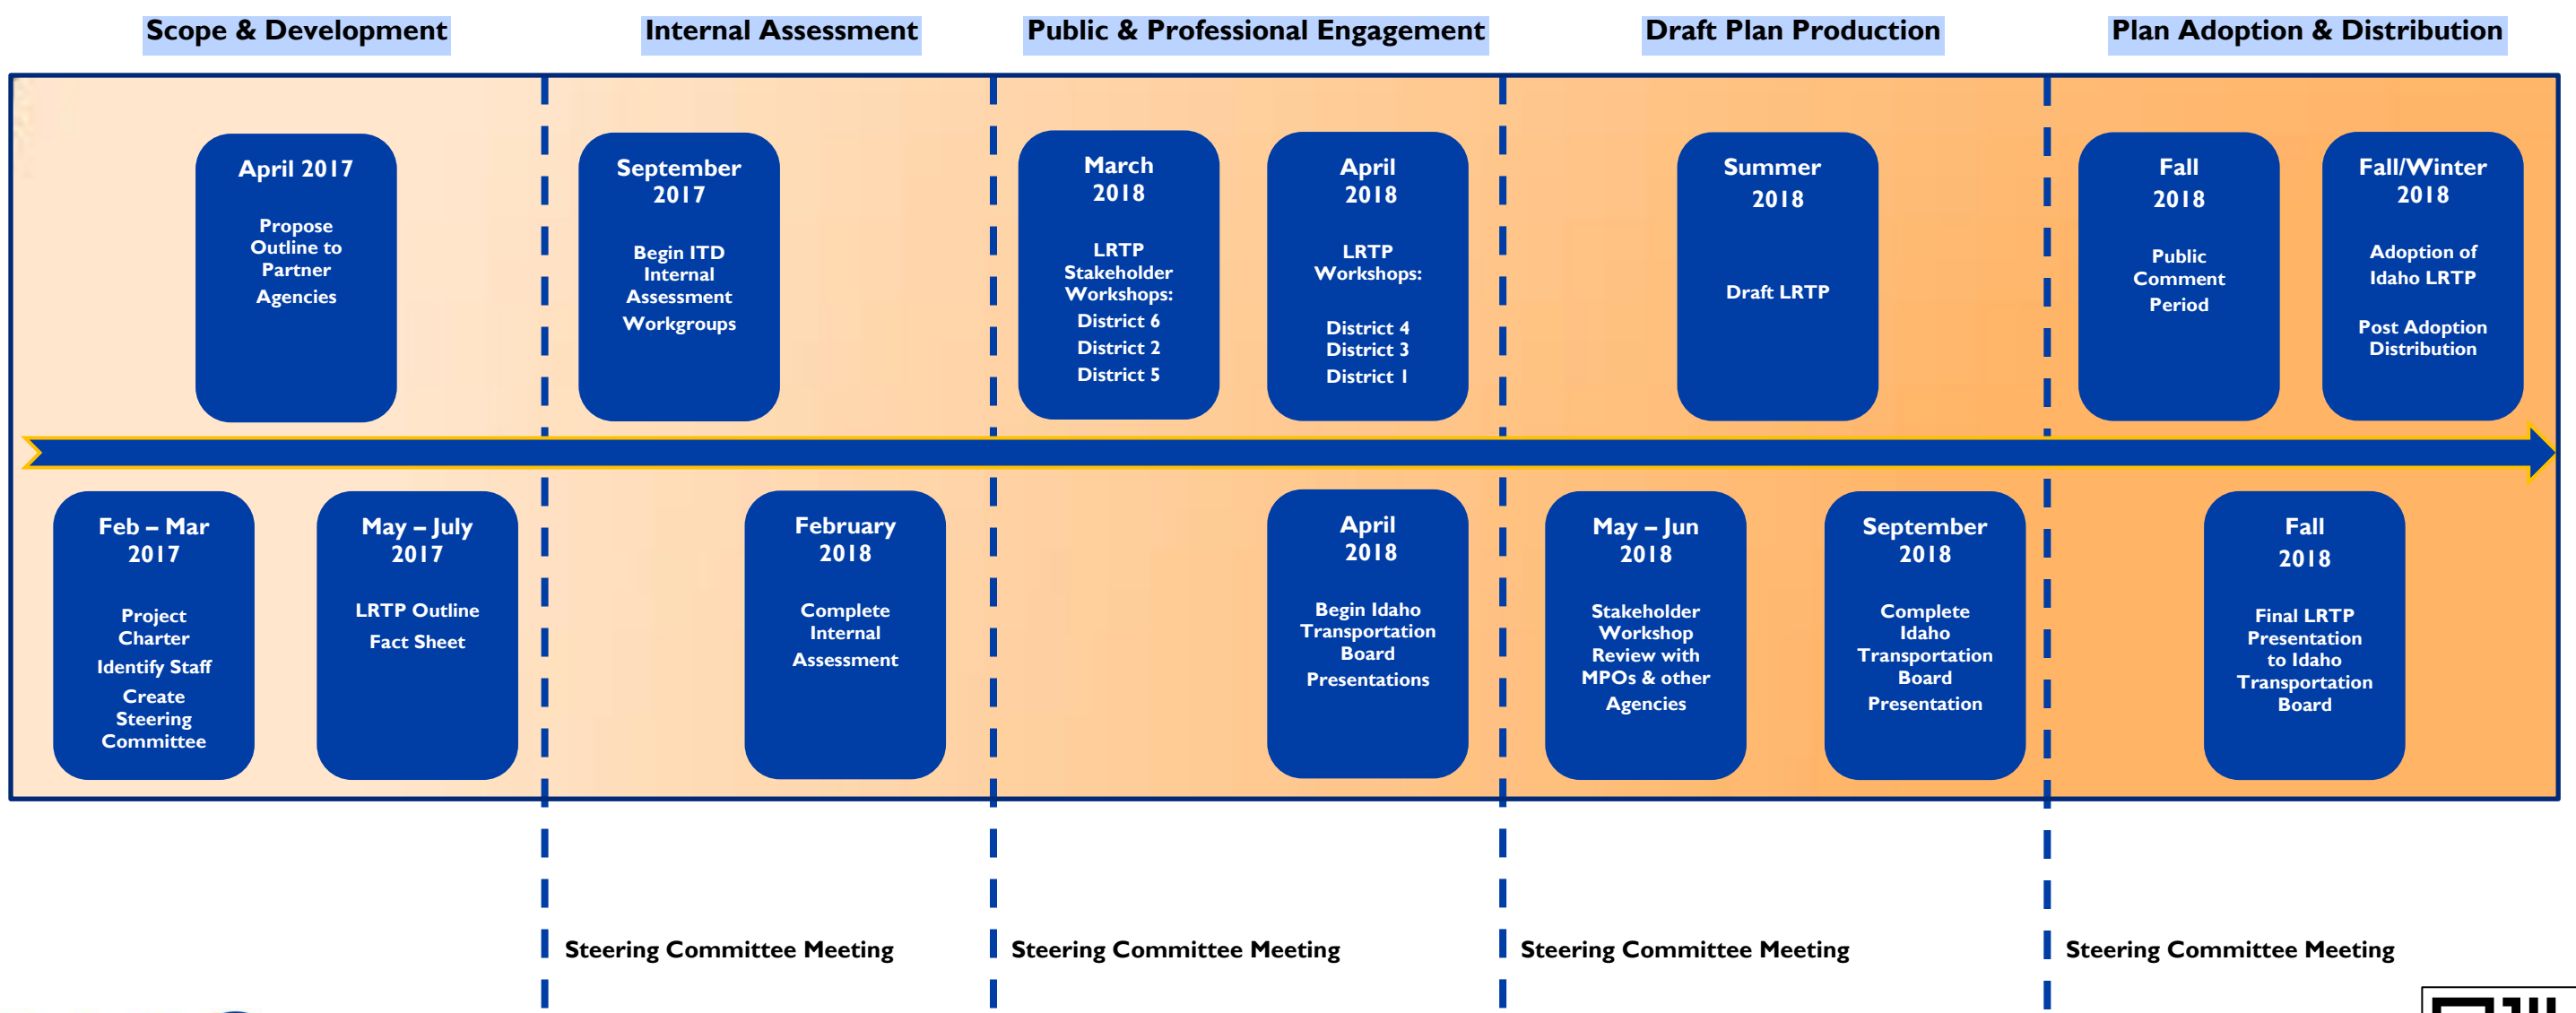 Scope & Development
Internal Assessment
Public & Professional Engagement
Draft Plan Production
Plan Adoption & Distribution
April 2017
Propose
Outline to
Partner
Agencies
September
2017
Begin ITD
Internal
Assessment
Workgroups
March
2018
LRTP
Stakeholder
Workshops:
District 6
District 2
District 5
April
2018
LRTP
Workshops:
District 4
District 3
District 1
Summer
2018
Draft LRTP
Fall
2018
Public
Comment
Period
Fall/Winter
2018
Adoption of
Idaho LRTP
Post Adoption
Distribution
Feb – Mar
2017
Project
Charter
Identify Staff
Create
Steering
Committee
May – July
2017
LRTP Outline
Fact Sheet
February
2018
Complete
Internal
Assessment
April
2018
Begin Idaho
Transportation
Board
Presentations
May – Jun
2018
Stakeholder
Workshop
Review with
MPOs & other
Agencies
September
2018
Complete
Idaho
Transportation
Board
Presentation
Fall
2018
Final LRTP
Presentation
to Idaho
Transportation
Board
Steering Committee Meeting
Steering Committee Meeting
Steering Committee Meeting
Steering Committee Meeting